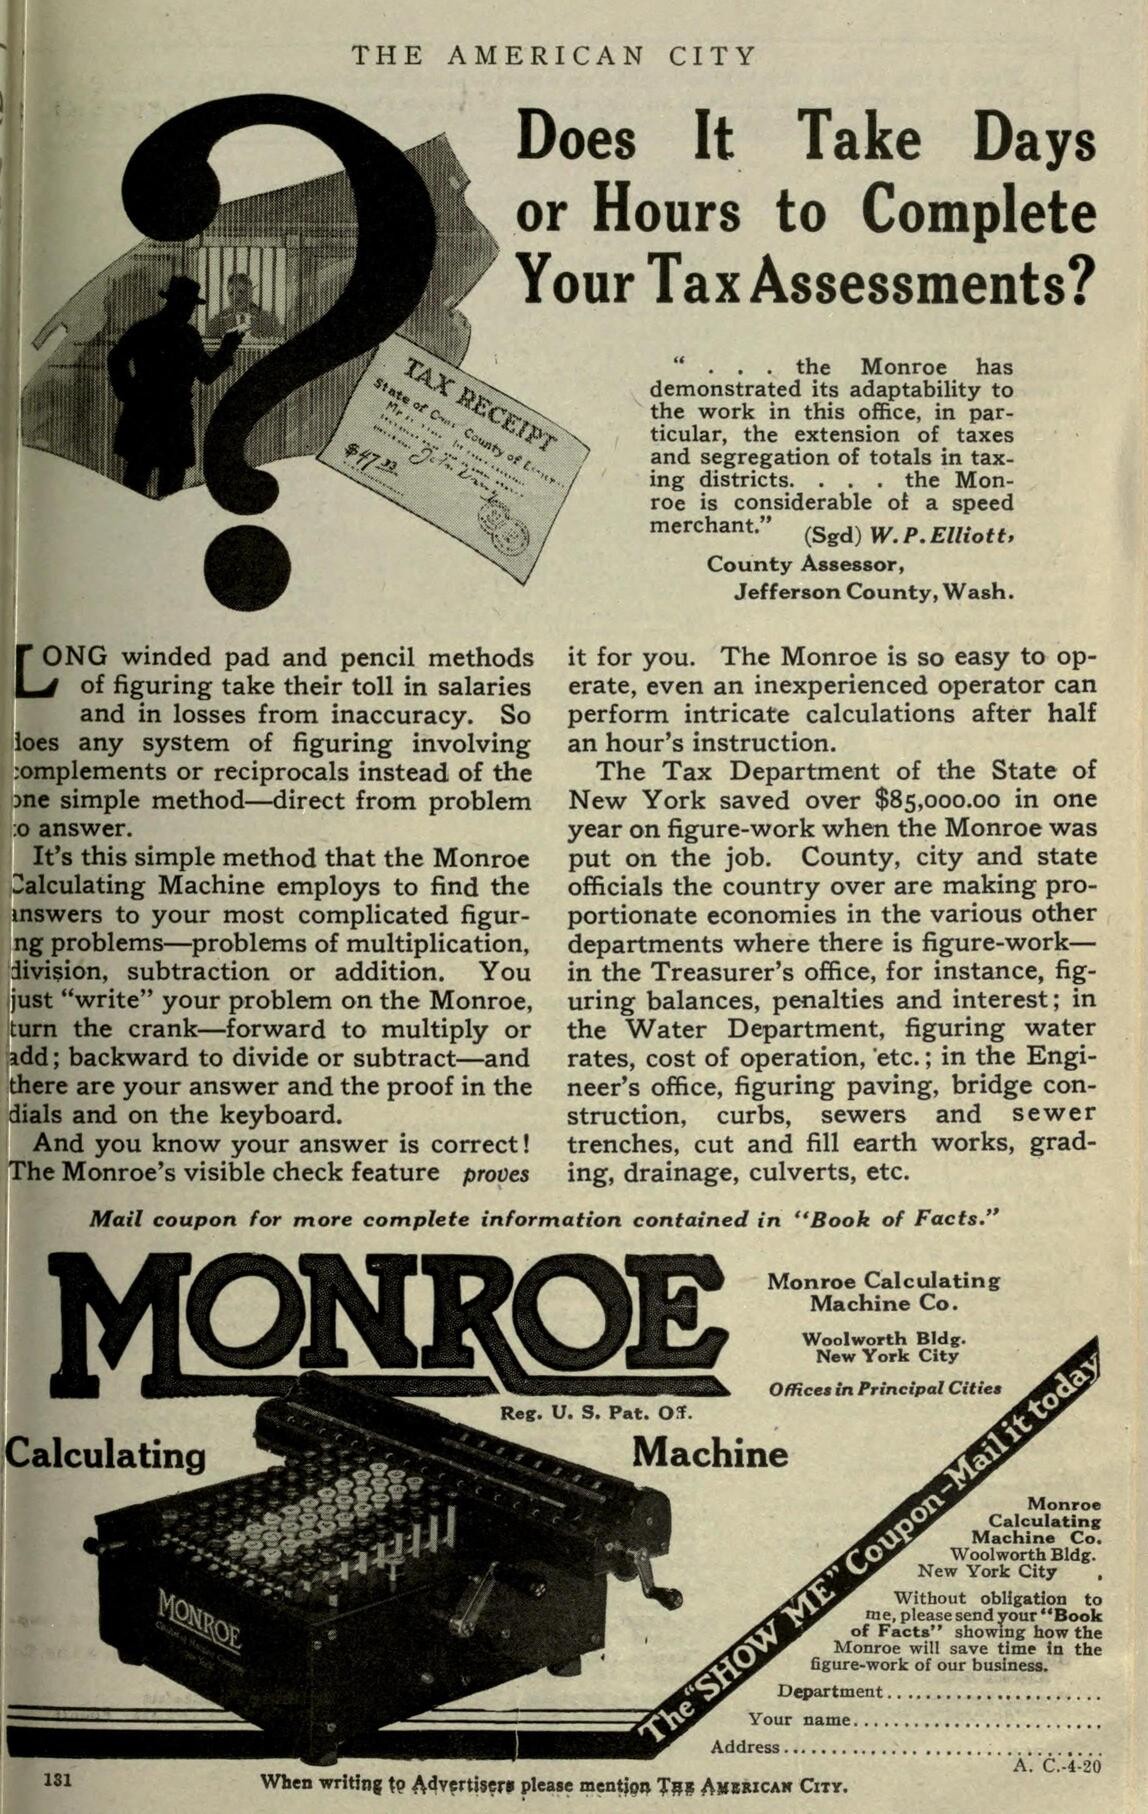 THE AMERICAN CITY
Does It Take Days
or Hours to Complete
Your Tax Assessments?
TAX RECEIPT
State of County of
Mr
$47
“ . . . the Monroe has
demonstrated its adaptability to
the work in this office, in par-
ticular, the extension of taxes
and segregation of totals in tax-
ing districts. . . . the Mon-
roe is considerable of a speed
merchant.” (Sgd) W. P. Elliott,
County Assessor,
Jefferson County, Wash.
LONG winded pad and pencil methods
of figuring take their toll in salaries
and in losses from inaccuracy. So
does any system of figuring involving
complements or reciprocals instead of the
one simple method—direct from problem
to answer.
It's this simple method that the Monroe
Calculating Machine employs to find the
answers to your most complicated figur-
ing problems—problems of multiplication,
division, subtraction or addition. You
just “write” your problem on the Monroe,
turn the crank—forward to multiply or
add; backward to divide or subtract—and
there are your answer and the proof in the
dials and on the keyboard.
And you know your answer is correct!
The Monroe's visible check feature proves
it for you. The Monroe is so easy to op-
erate, even an inexperienced operator can
perform intricate calculations after half
an hour's instruction.
The Tax Department of the State of
New York saved over $85,000.00 in one
year on figure-work when the Monroe was
put on the job. County, city and state
officials the country over are making pro-
portionate economies in the various other
departments where there is figure-work—
in the Treasurer's office, for instance, fig-
uring balances, penalties and interest; in
the Water Department, figuring water
rates, cost of operation, etc.; in the Engi-
neer's office, figuring paving, bridge con-
struction, curbs, sewers and sewer
trenches, cut and fill earth works, grad-
ing, drainage, culverts, etc.
Mail coupon for more complete information contained in “Book of Facts.”
MONROE
Reg. U. S. Pat. Off.
Calculating Machine
MONROE
Monroe Calculating
Machine Co.
Woolworth Bldg.
New York City
Offices in Principal Cities
The “SHOW ME” Coupon-Mail it today
Monroe
Calculating
Machine Co.
Woolworth Bldg.
New York City
Without obligation to
me, please send your “Book
of Facts” showing how the
Monroe will save time in the
figure-work of our business.
Department......................
Your name.........................
Address................................
A. C.-4-20
131
When writing to Advertisers please mention THE AMERICAN CITY.